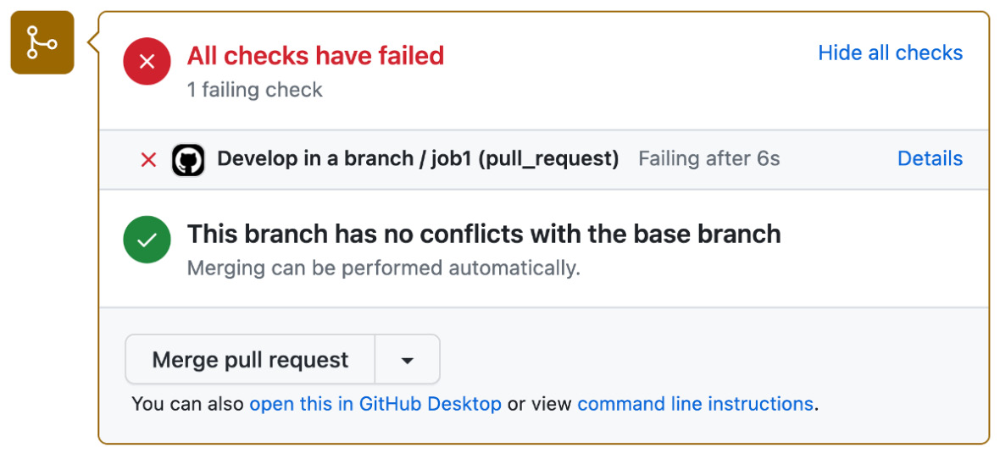 All checks have failed
Hide all checks
1 failing check
Develop in a branch / job1 (pull_request) Failing after 6s Details
This branch has no conflicts with the base branch
Merging can be performed automatically.
Merge pull request
You can also open this in GitHub Desktop or view command line instructions.